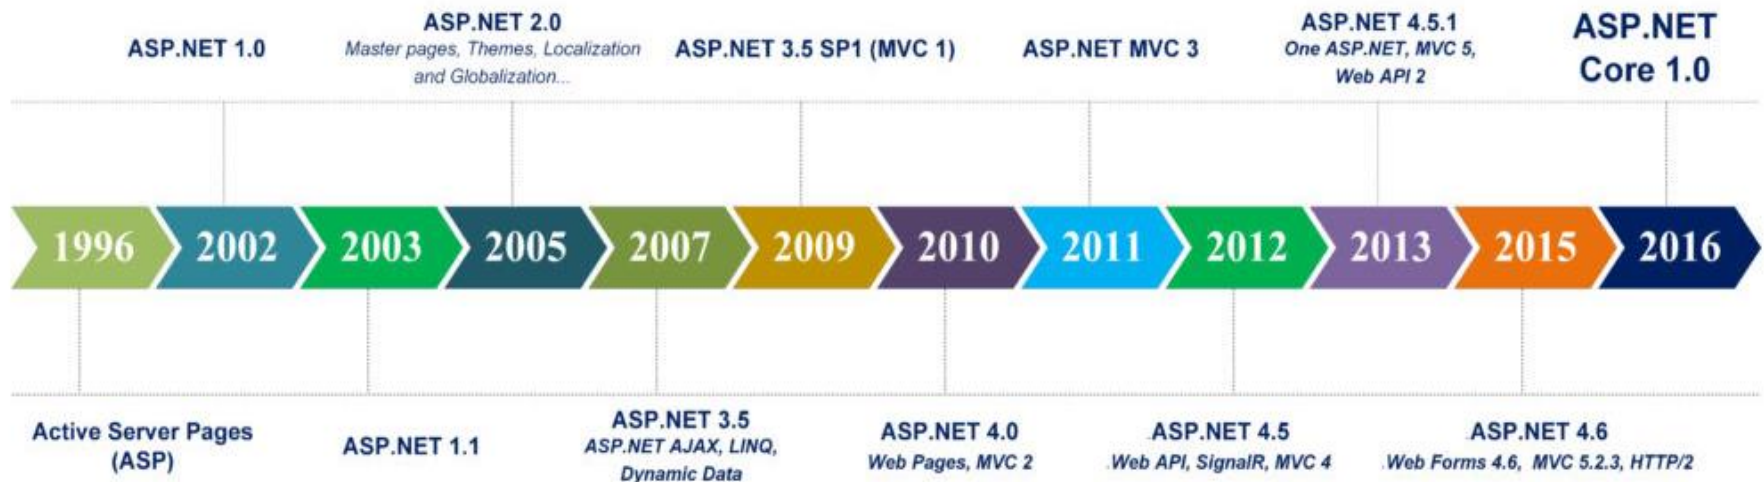 ASP.NET 1.0
ASP.NET 2.0
Master pages, Themes, Localization
and Globalization...
ASP.NET 3.5 SP1 (MVC 1)
ASP.NET MVC 3
ASP.NET 4.5.1
One ASP.NET, MVC 5,
Web API 2
ASP.NET
Core 1.0
1996
2002
2003
2005
2007
2009
2010
2011
2012
2013
2015
2016
Active Server Pages
(ASP)
ASP.NET 1.1
ASP.NET 3.5
ASP.NET AJAX, LINQ,
Dynamic Data
ASP.NET 4.0
Web Pages, MVC 2
.ASP.NET 4.5
.Web API, SignalR, MVC 4
.ASP.NET 4.6
.Web Forms 4.6, MVC 5.2.3, HTTP/2